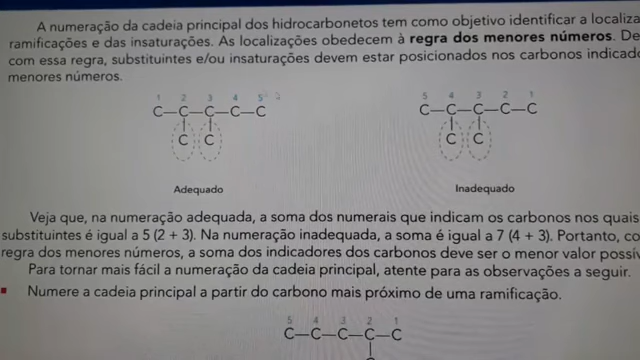 A numeração da cadeia principal dos hidrocarbonetos tem como objetivo identificar a
ramificações e das insaturações. As localizações obedecem à regra dos menores números.
com essa regra, substituintes e/ou insaturações devem estar posicionados nos carbonos
menores números.
1 2 3 4 5
C—C—C—C—C
C C
Adequado
5 4 3 2 1
C—C—C—C—C
C C
Inadequado
Veja que, na numeração adequada, a soma dos numerais que indicam os carbonos nos quais
substituintes é igual a 5 (2 + 3). Na numeração inadequada, a soma é igual a 7 (4 + 3). Portanto,
regra dos menores números, a soma dos indicadores dos carbonos deve ser o menor valor
Para tornar mais fácil a numeração da cadeia principal, atente para as observações a seguir.
Numere a cadeia principal a partir do carbono mais próximo de uma ramificação.
5 4 3 2 1
C—C—C—C—C